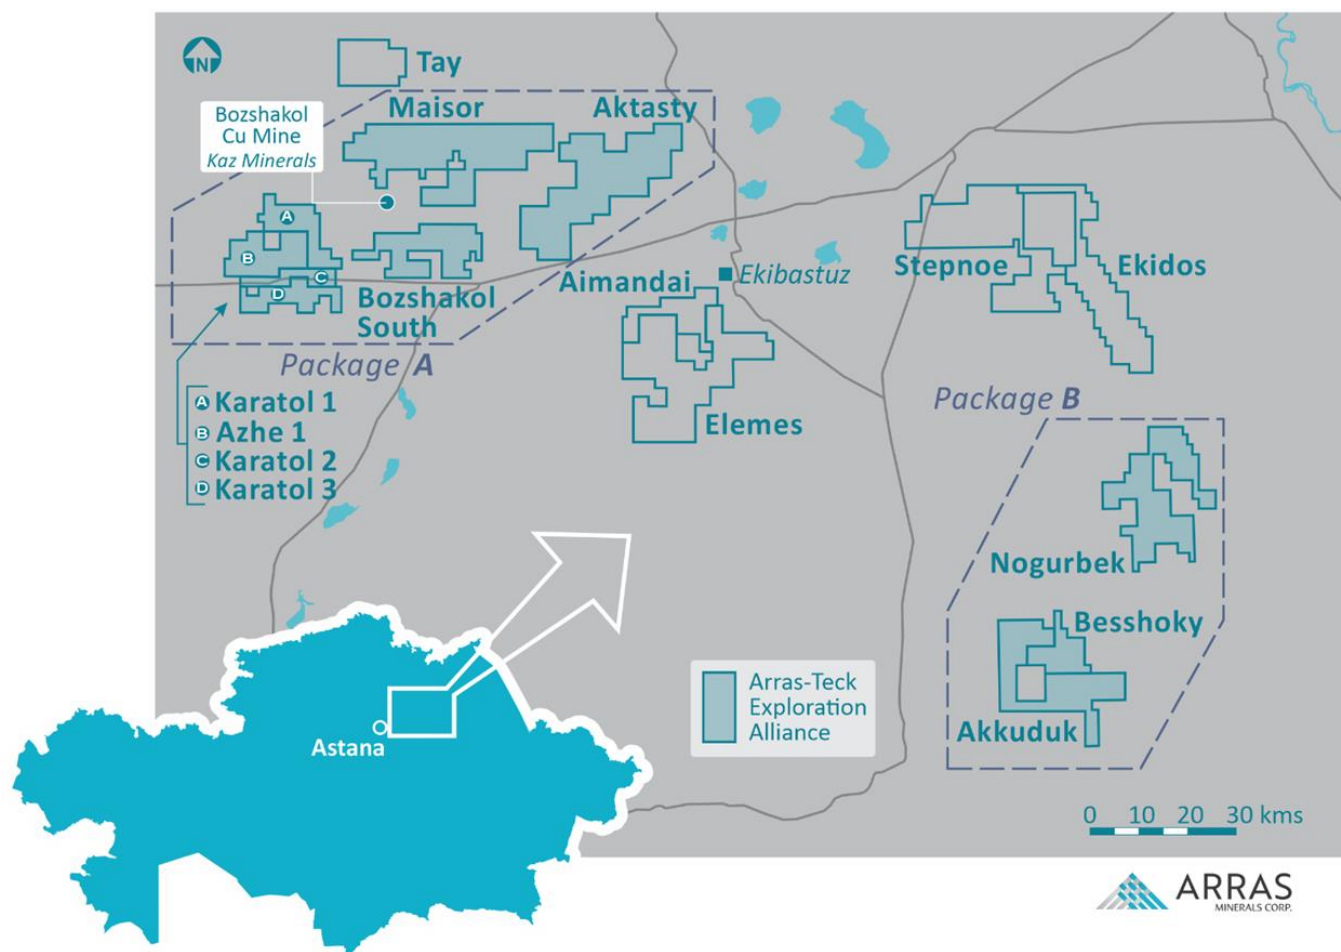 N
Tay
Maisor
Aktasty
Bozshakol
Cu Mine
Kaz Minerals
A
B
C
D
Bozshakol
South
Package A
A Karatol 1
B Azhe 1
C Karatol 2
D Karatol 3
Aimandai
Ekibastuz
Elemes
Stepnoe
Ekidos
Package B
Nogurbek
Besshoky
Akkuduk
Astana
Arras-Teck
Exploration
Alliance
0 10 20 30 kms
ARRAS
MINERALS CORP.